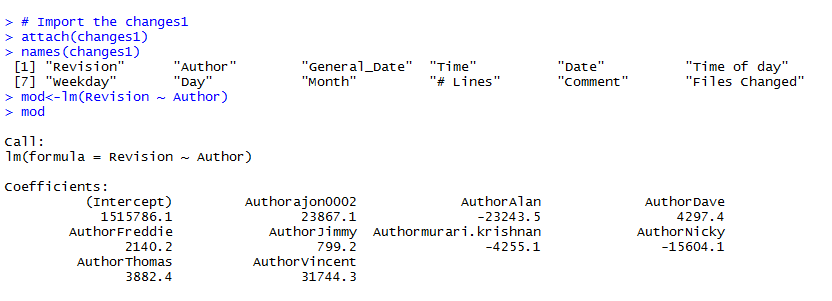 > # Import the changes1
> attach(changes1)
> names(changes1)
[1] "Revision" "Author" "General_Date" "Time" "Date" "Time of day"
[7] "Weekday" "Day" "Month" "# Lines" "Comment" "Files Changed"
> mod<-lm(Revision ~ Author)
> mod
Call:
lm(formula = Revision ~ Author)
Coefficients:
(Intercept) Authorajon0002 AuthorAlan AuthorDave
1515786.1 23867.1 -23243.5 4297.4
AuthorFreddie AuthorJimmy Authormurari.krishnan AuthorNicky
2140.2 799.2 -4255.1 -15604.1
AuthorThomas AuthorVincent
3882.4 31744.3